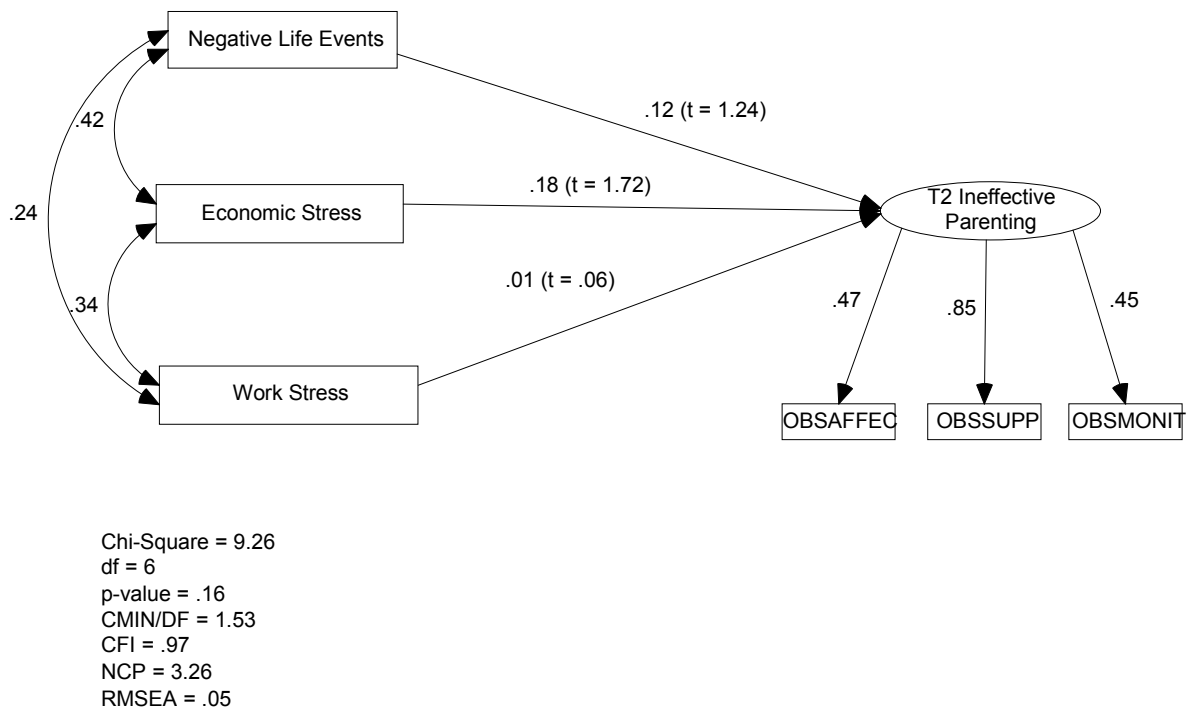 Negative Life Events
.12 (t = 1.24)
.42
.18 (t = 1.72)
T2 Ineffective
Parenting
Economic Stress
.24
.01 (t = .06)
.34
.47
.85
.45
Work Stress
OBSAFFEC
OBSSUPP
OBSMONIT
Chi-Square = 9.26
df = 6
p-value = .16
CMIN/DF = 1.53
CFI = .97
NCP = 3.26
RMSEA = .05